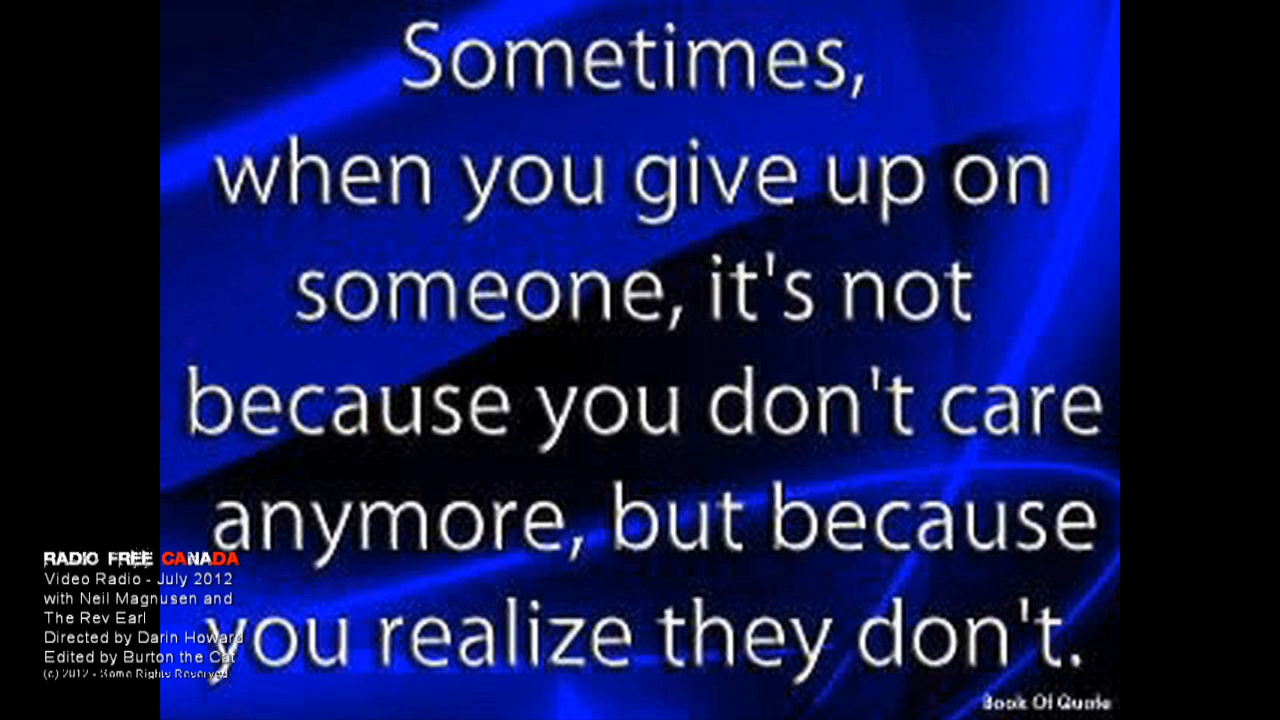 Sometimes,
when you give up on
someone, it's not
because you don't care
anymore, but because
you realize they don't.
RADIO FREE CANADA
Video Radio - July 2012
with Neil Magnusen and
The Rev Earl
Directed by Darin Howard
Edited by Burton the Cat
(c) 2012 - Some Rights Reserved
Book Of Quote